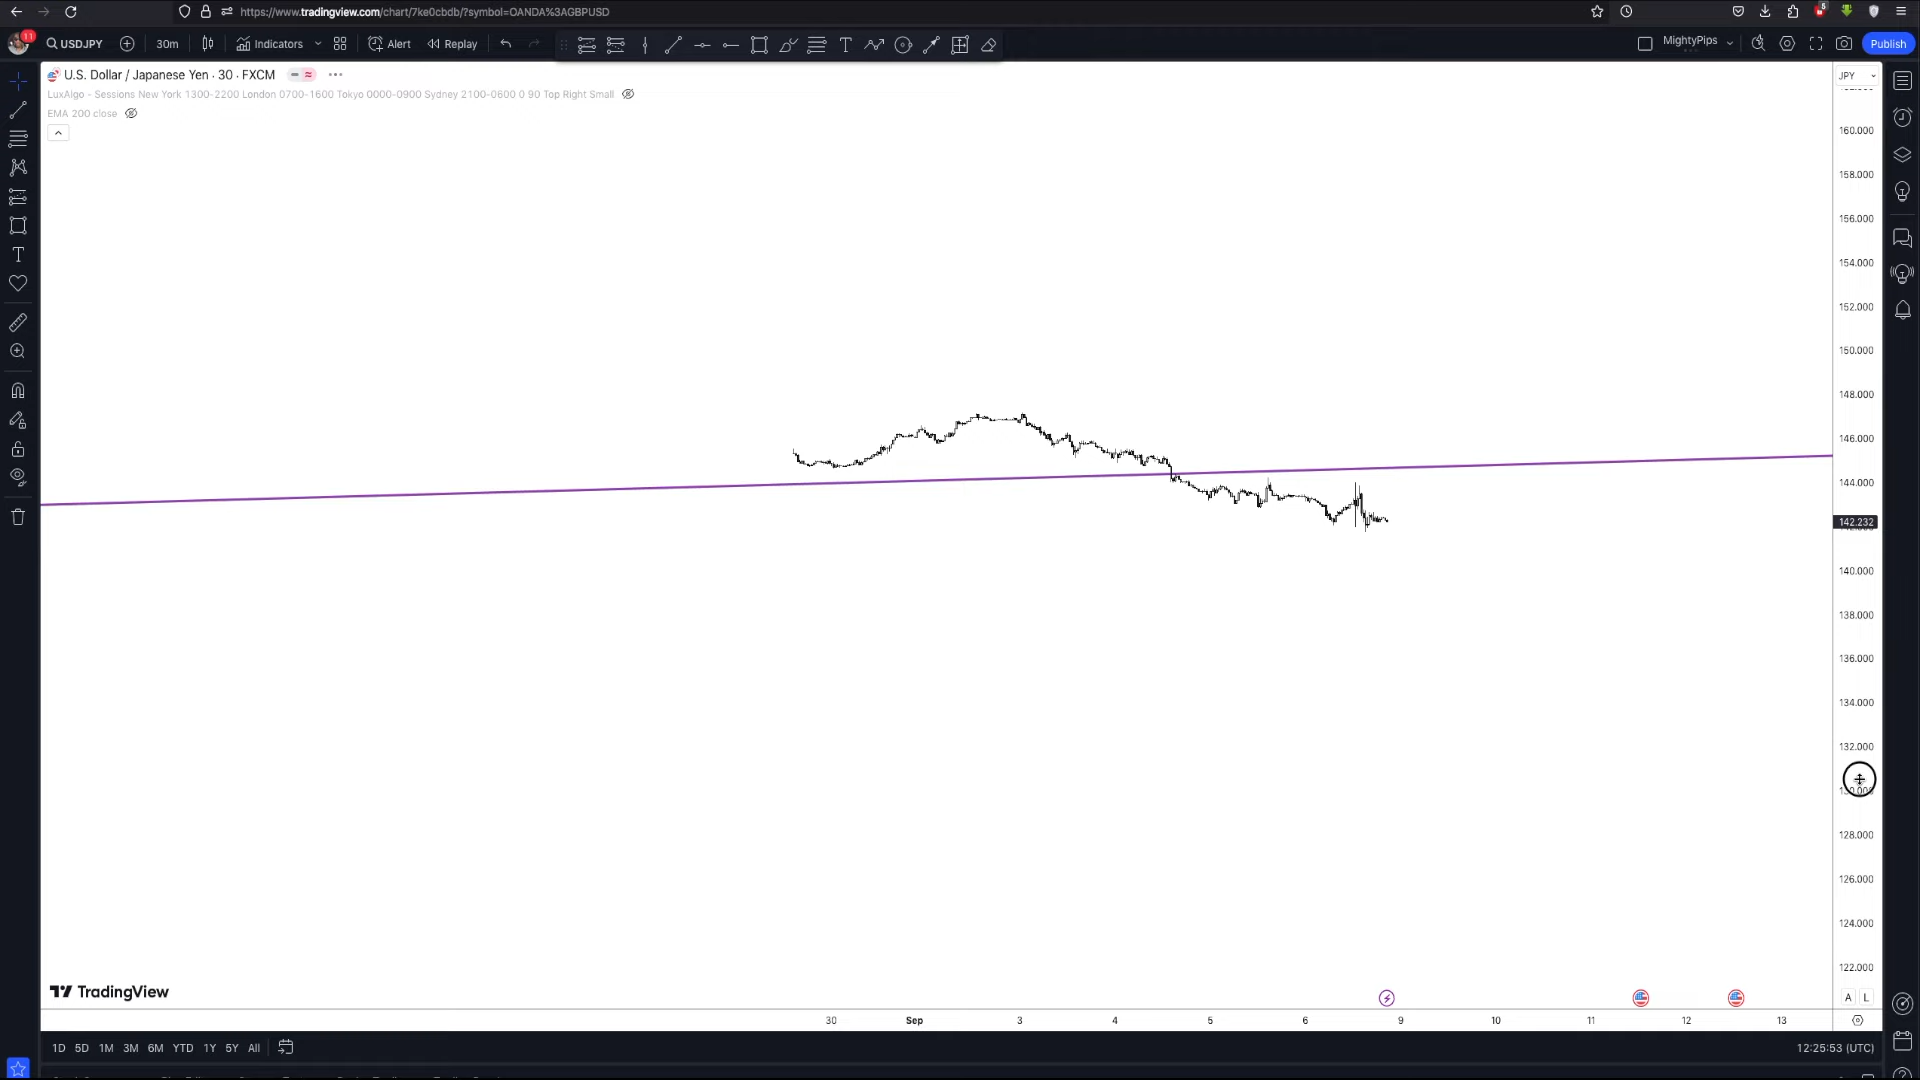 https://www.tradingview.com/chart/7ke0cbdb/?symbol=OANDA%3AGBPUSD
5
11
USDJPY
30m
Indicators
Alert
Replay
MightyPips
Publish
U.S. Dollar / Japanese Yen · 30 · FXCM
JPY
LuxAlgo - Sessions New York 1300-2200 London 0700-1600 Tokyo 0000-0900 Sydney 2100-0600 0 90 Top Right Small
EMA 200 close
160.000
158.000
156.000
154.000
152.000
150.000
148.000
146.000
144.000
142.232
140.000
138.000
136.000
134.000
132.000
128.000
126.000
124.000
122.000
TradingView
A L
30 Sep 3 4 5 6 9 10 11 12 13
1D 5D 1M 3M 6M YTD 1Y 5Y All
12:25:53 (UTC)